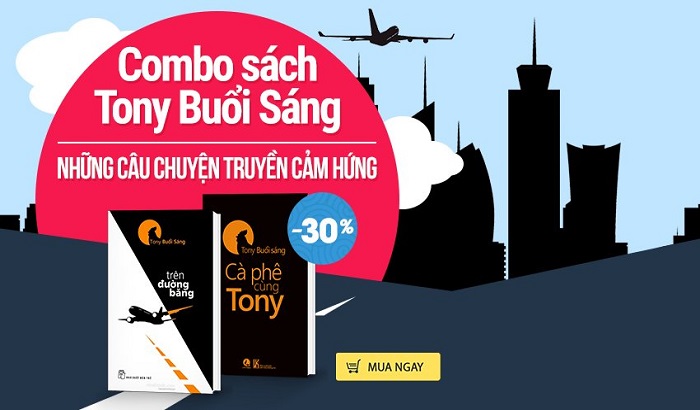 Combo sách
Tony Buổi Sáng
NHỮNG CÂU CHUYỆN TRUYỀN CẢM HỨNG
-30%
Tony Buổi Sáng
trên
đường
băng
Tony Buổi sáng
Cà phê
cùng
Tony
MUA NGAY